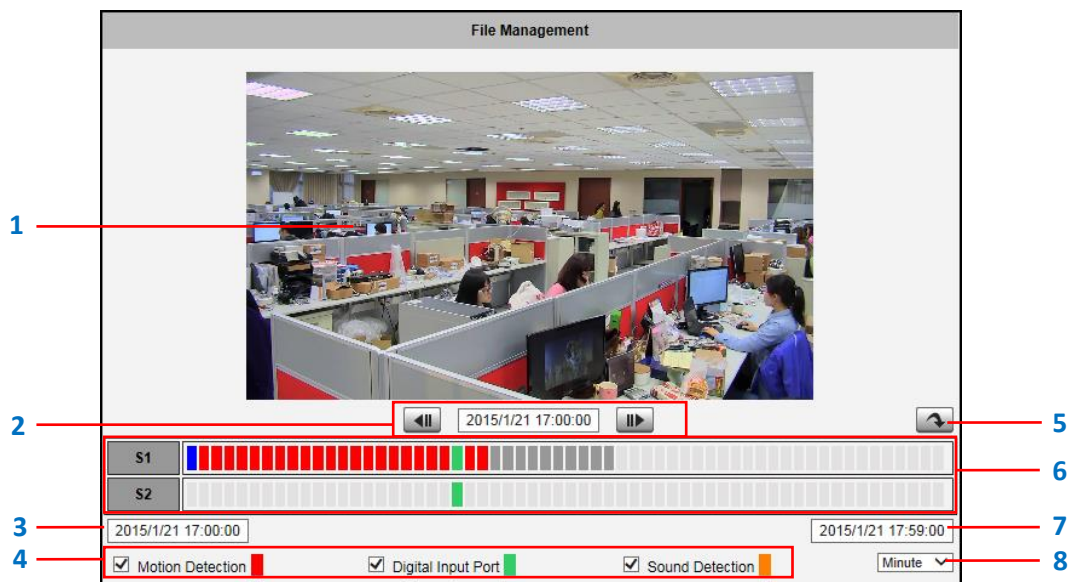 File Management
1
2
2015/1/21 17:00:00
5
S1
6
S2
3
2015/1/21 17:00:00
2015/1/21 17:59:00
7
4
Motion Detection
Digital Input Port
Sound Detection
Minute
8